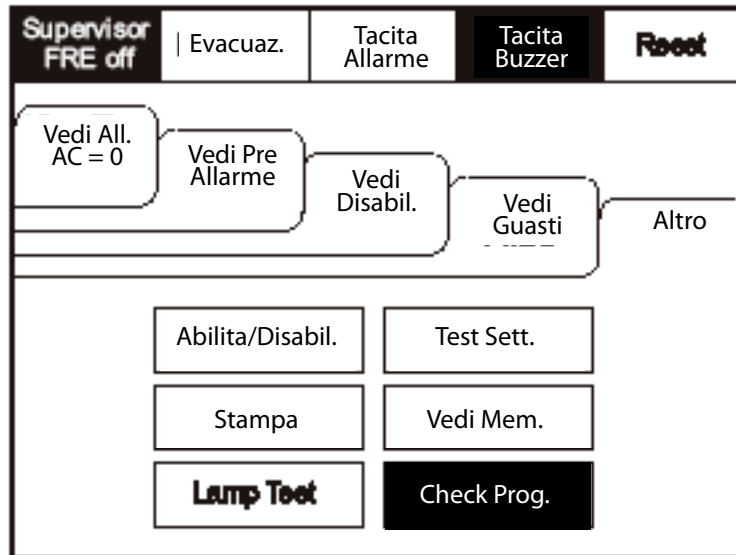 Supervisor
FRE off
Evacuaz.
Tacita
Allarme
Tacita
Buzzer
Reset
Vedi All.
AC = 0
Vedi Pre
Allarme
Vedi
Disabil.
Vedi
Guasti
Altro
Abilita/Disabil.
Test Sett.
Stampa
Vedi Mem.
Lamp Test
Check Prog.